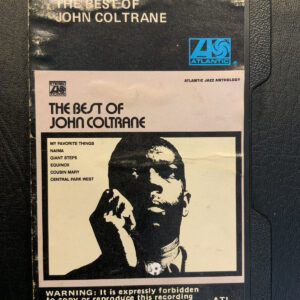 THE BEST OF
JOHN COLTRANE
ATLANTIC
ATLANTIC JAZZ ANTHOLOGY
THE BEST OF
JOHN COLTRANE
MY FAVORITE THINGS
NAIMA
GIANT STEPS
EQUINOX
COUSIN MARY
CENTRAL PARK WEST
WARNING: It is expressly forbidden
to copy or reproduce this recording
ATL